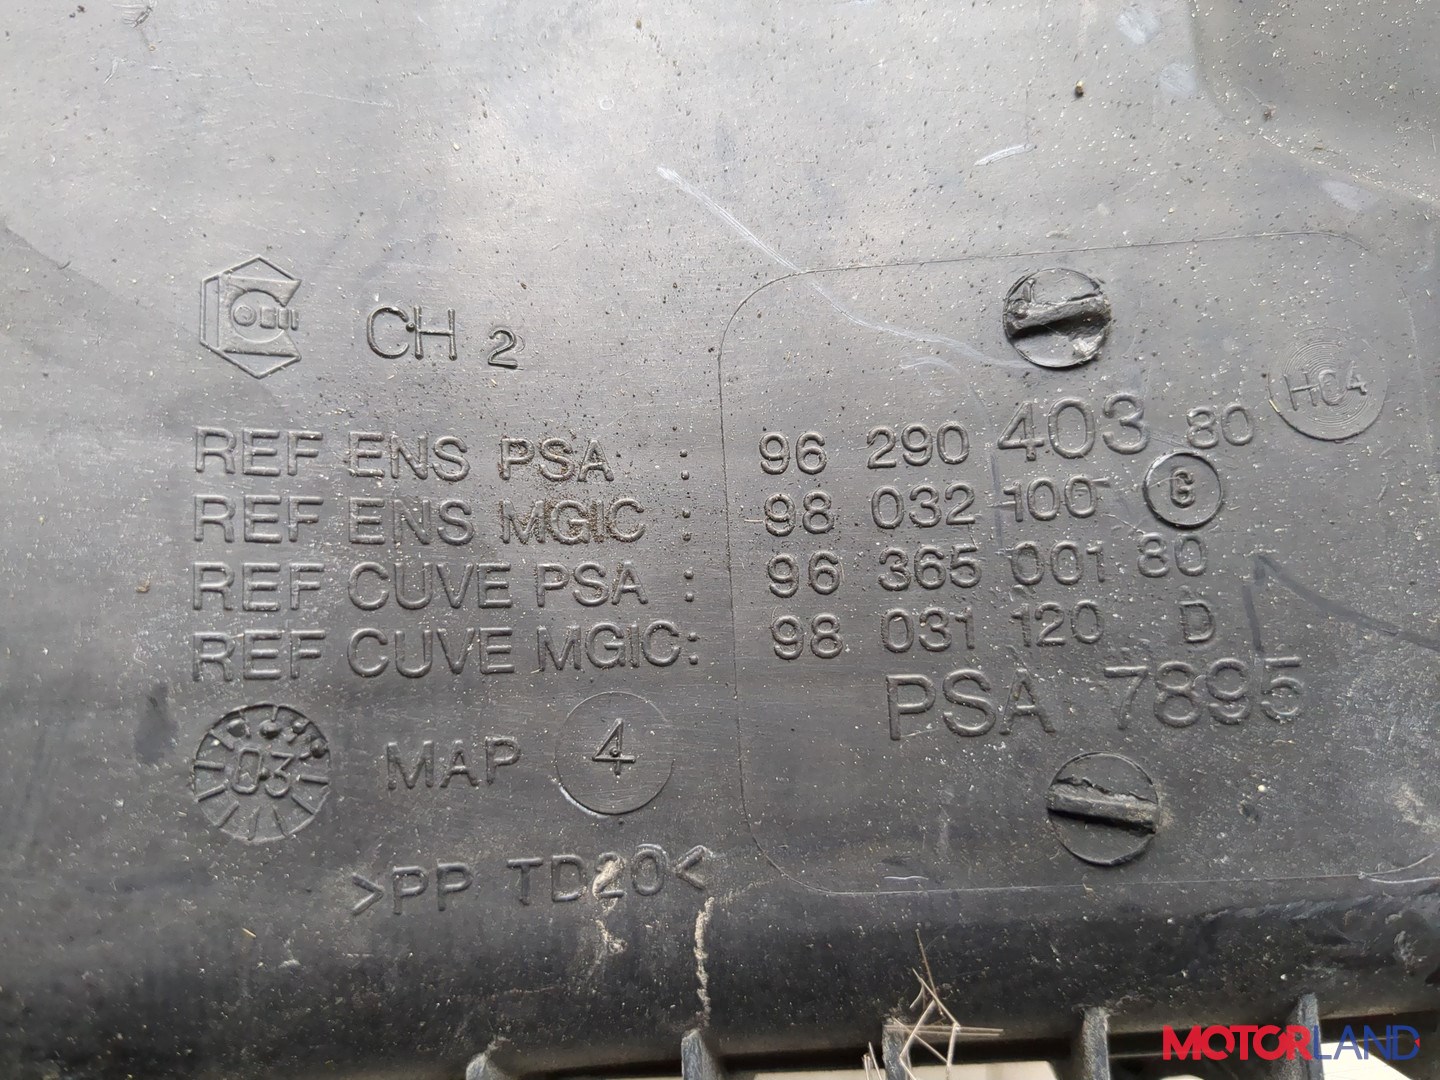 CH 2
HC4
REF ENS PSA : 96 290 403 80
REF ENS MGIC : 98 032 100 G
REF CUVE PSA : 96 365 001 80
REF CUVE MGIC: 98 031 120 D
PSA 7895
03 MAP 4
>PP TD20<
MOTORLAND